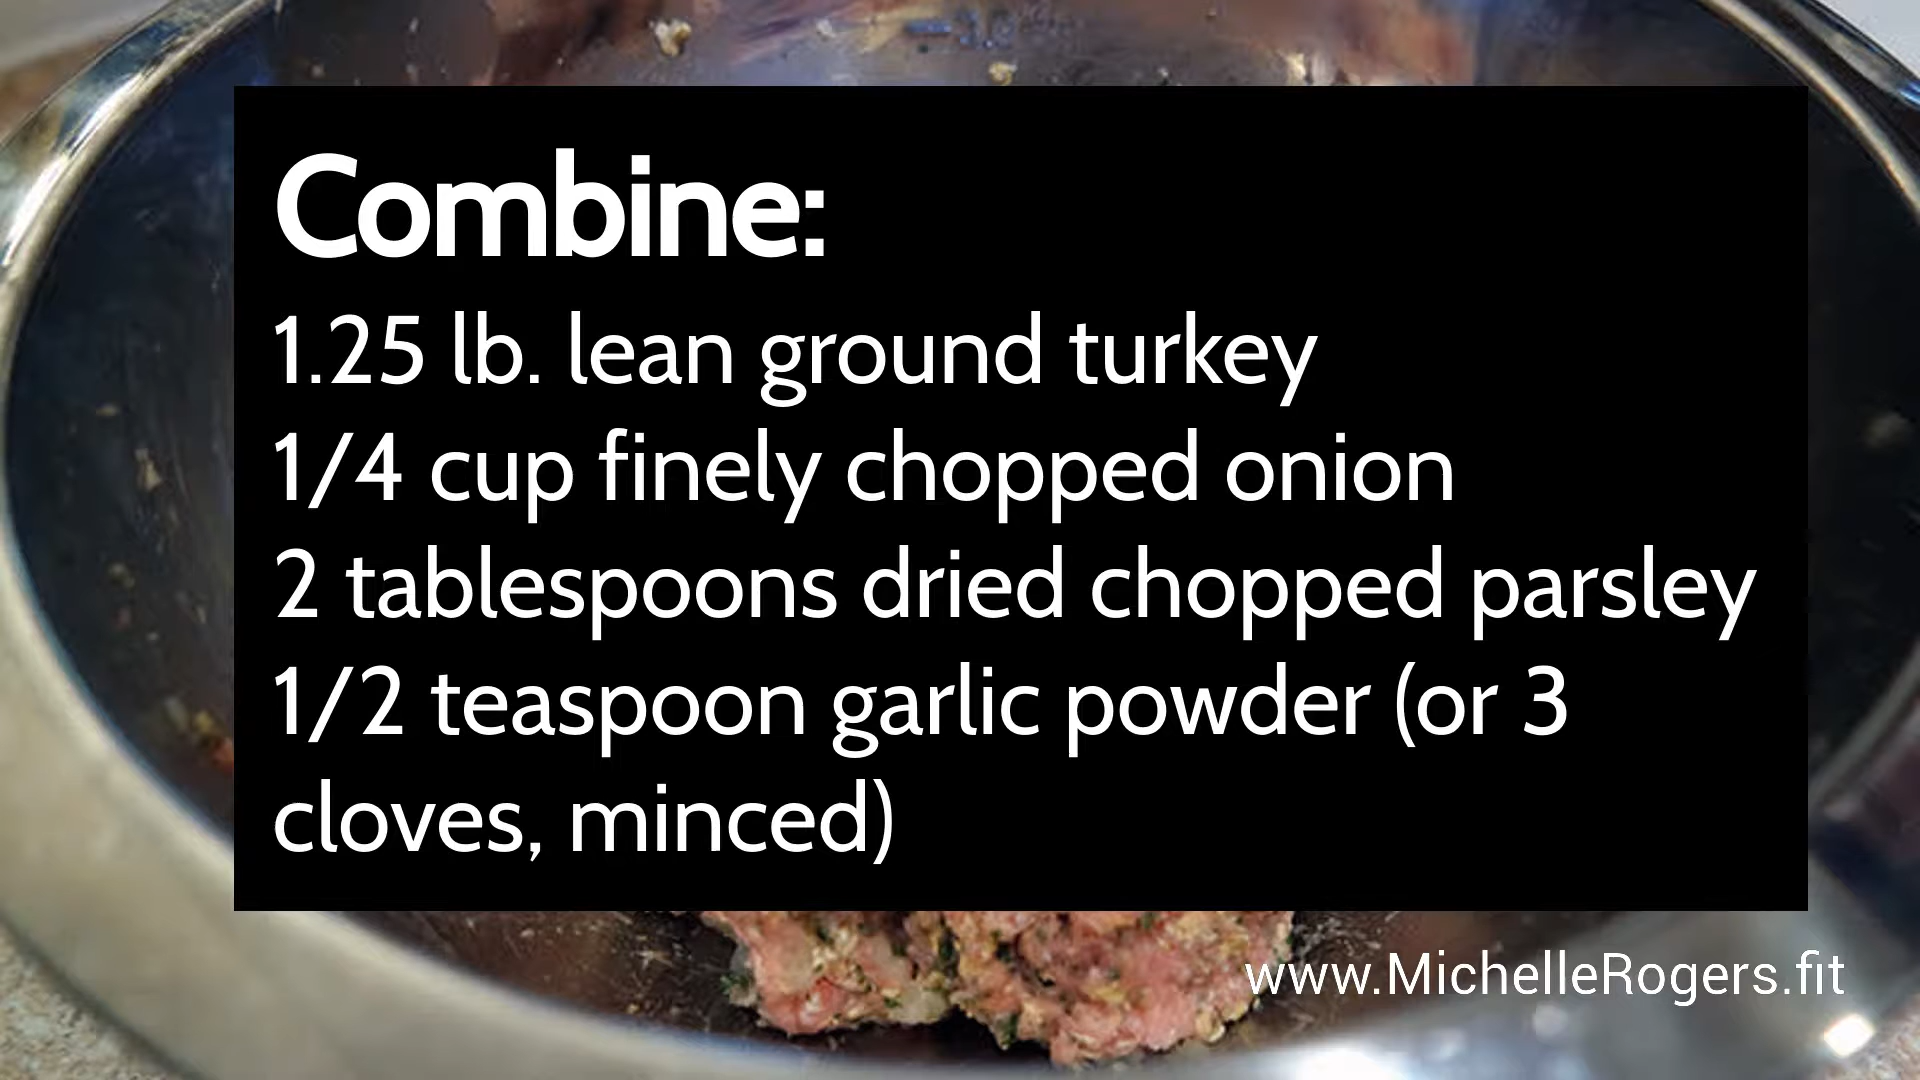 Combine:
1.25 lb. lean ground turkey
1/4 cup finely chopped onion
2 tablespoons dried chopped parsley
1/2 teaspoon garlic powder (or 3
cloves, minced)
www.MichelleRogers.fit